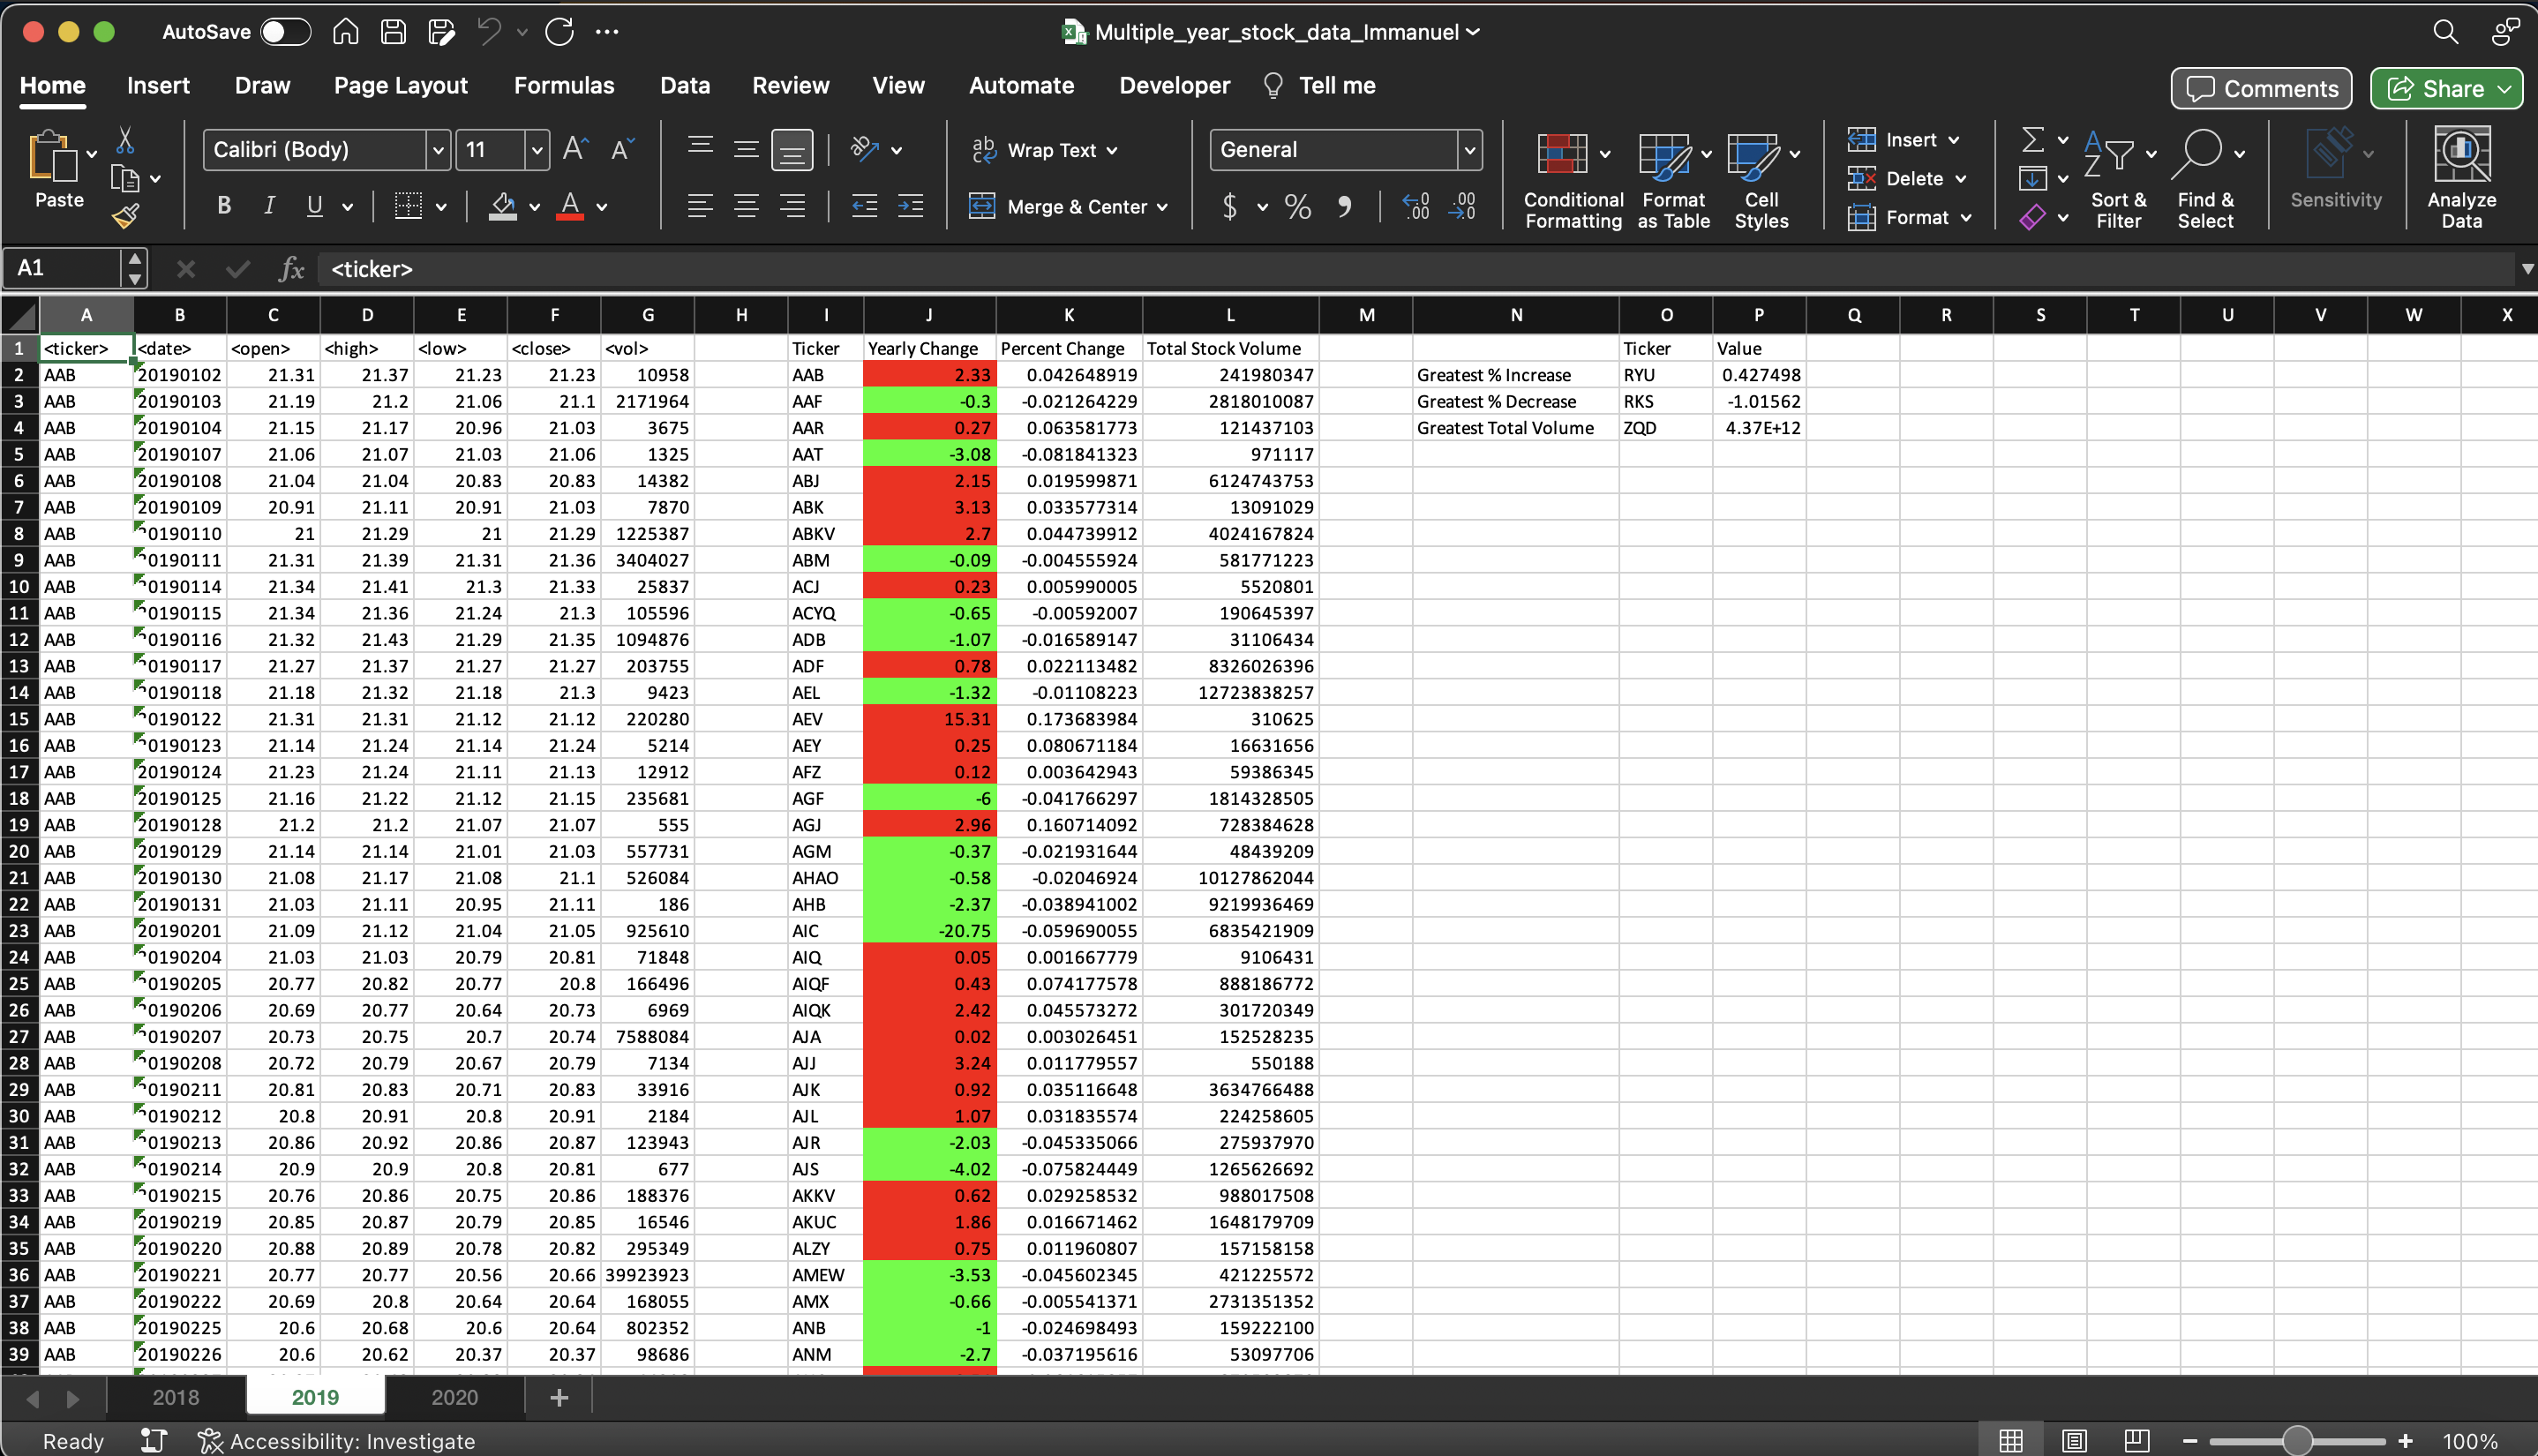 AutoSave
Multiple_year_stock_data_Immanuel
Home Insert Draw Page Layout Formulas Data Review View Automate Developer Tell me Comments Share
Paste Calibri (Body) 11 Wrap Text General Insert
B I U Merge & Center $ % Conditional Formatting Format as Table Cell Styles Delete Format Sort & Filter Find & Select Sensitivity Analyze Data
A1 fx <ticker>
A B C D E F G H I J K L M N O P Q R S T U V W X
1 <ticker> <date> <open> <high> <low> <close> <vol> Ticker Yearly Change Percent Change Total Stock Volume Ticker Value
2 AAB 20190102 21.31 21.37 21.23 21.23 10958 AAB 2.33 0.042648919 241980347 Greatest % Increase RYU 0.427498
3 AAB 20190103 21.19 21.2 21.06 21.1 2171964 AAF -0.3 -0.021264229 2818010087 Greatest % Decrease RKS -1.01562
4 AAB 20190104 21.15 21.17 20.96 21.03 3675 AAR 0.27 0.063581773 121437103 Greatest Total Volume ZQD 4.37E+12
5 AAB 20190107 21.06 21.07 21.03 21.06 1325 AAT -3.08 -0.081841323 971117
6 AAB 20190108 21.04 21.04 20.83 20.83 14382 ABJ 2.15 0.019599871 6124743753
7 AAB 20190109 20.91 21.11 20.91 21.03 7870 ABK 3.13 0.033577314 13091029
8 AAB 20190110 21 21.29 21 21.29 1225387 ABKV 2.7 0.044739912 4024167824
9 AAB 20190111 21.31 21.39 21.31 21.36 3404027 ABM -0.09 -0.004555924 581771223
10 AAB 20190114 21.34 21.41 21.3 21.33 25837 ACJ 0.23 0.005990005 5520801
11 AAB 20190115 21.34 21.36 21.24 21.3 105596 ACYQ -0.65 -0.00592007 190645397
12 AAB 20190116 21.32 21.43 21.29 21.35 1094876 ADB -1.07 -0.016589147 31106434
13 AAB 20190117 21.27 21.37 21.27 21.27 203755 ADF 0.78 0.022113482 8326026396
14 AAB 20190118 21.18 21.32 21.18 21.3 9423 AEL -1.32 -0.01108223 12723838257
15 AAB 20190122 21.31 21.31 21.12 21.12 220280 AEV 15.31 0.173683984 310625
16 AAB 20190123 21.14 21.24 21.14 21.24 5214 AEY 0.25 0.080671184 16631656
17 AAB 20190124 21.23 21.24 21.11 21.13 12912 AFZ 0.12 0.003642943 59386345
18 AAB 20190125 21.16 21.22 21.12 21.15 235681 AGF -6 -0.041766297 1814328505
19 AAB 20190128 21.2 21.2 21.07 21.07 555 AGJ 2.96 0.160714092 728384628
20 AAB 20190129 21.14 21.14 21.01 21.03 557731 AGM -0.37 -0.021931644 48439209
21 AAB 20190130 21.08 21.17 21.08 21.1 526084 AHAO -0.58 -0.02046924 10127862044
22 AAB 20190131 21.03 21.11 20.95 21.11 186 AHB -2.37 -0.038941002 9219936469
23 AAB 20190201 21.09 21.12 21.04 21.05 925610 AIC -20.75 -0.059690055 6835421909
24 AAB 20190204 21.03 21.03 20.79 20.81 71848 AIQ 0.05 0.001667779 9106431
25 AAB 20190205 20.77 20.82 20.77 20.8 166496 AIQF 0.43 0.074177578 888186772
26 AAB 20190206 20.69 20.77 20.64 20.73 6969 AIQK 2.42 0.045573272 301720349
27 AAB 20190207 20.73 20.75 20.7 20.74 7588084 AJA 0.02 0.003026451 152528235
28 AAB 20190208 20.72 20.79 20.67 20.79 7134 AJJ 3.24 0.011779557 550188
29 AAB 20190211 20.81 20.83 20.71 20.83 33916 AJK 0.92 0.035116648 3634766488
30 AAB 20190212 20.8 20.91 20.8 20.91 2184 AJL 1.07 0.031835574 224258605
31 AAB 20190213 20.86 20.92 20.86 20.87 123943 AJR -2.03 -0.045335066 275937970
32 AAB 20190214 20.9 20.9 20.8 20.81 677 AJS -4.02 -0.075824449 1265626692
33 AAB 20190215 20.76 20.86 20.75 20.86 188376 AKKV 0.62 0.029258532 988017508
34 AAB 20190219 20.85 20.87 20.79 20.85 16546 AKUC 1.86 0.016671462 1648179709
35 AAB 20190220 20.88 20.89 20.78 20.82 295349 ALZY 0.75 0.011960807 157158158
36 AAB 20190221 20.77 20.77 20.56 20.66 39923923 AMEW -3.53 -0.045602345 421225572
37 AAB 20190222 20.69 20.8 20.64 20.64 168055 AMX -0.66 -0.005541371 2731351352
38 AAB 20190225 20.6 20.68 20.6 20.64 802352 ANB -1 -0.024698493 159222100
39 AAB 20190226 20.6 20.62 20.37 20.37 98686 ANM -2.7 -0.037195616 53097706
2018 2019 2020 +
Ready Accessibility: Investigate 100%